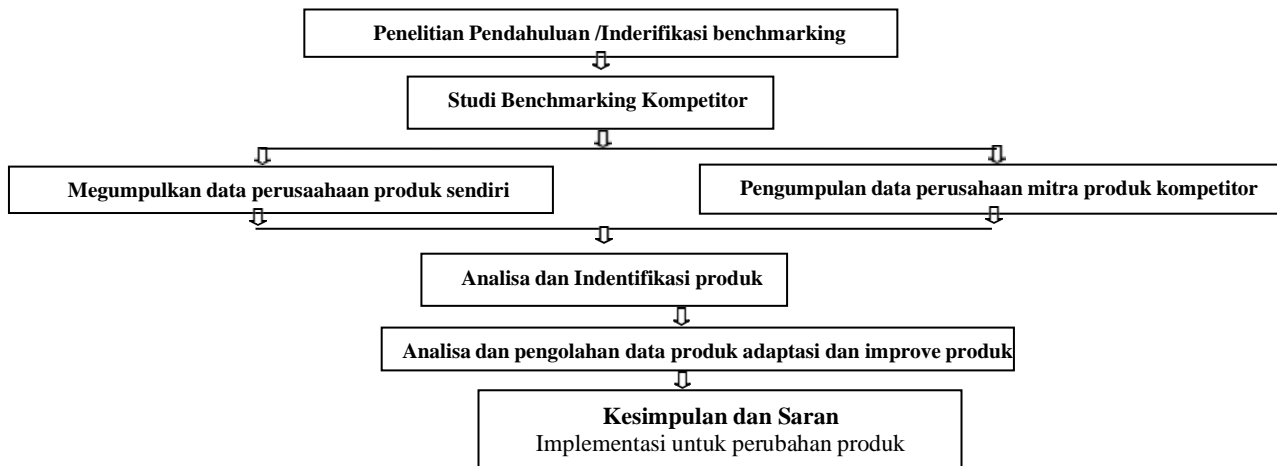 Penelitian Pendahuluan /Inderifikasi benchmarking
Studi Benchmarking Kompetitor
Megumpulkan data perusaahaan produk sendiri
Pengumpulan data perusahaan mitra produk kompetitor
Analisa dan Indentifikasi produk
Analisa dan pengolahan data produk adaptasi dan improve produk
Kesimpulan dan Saran
Implementasi untuk perubahan produk